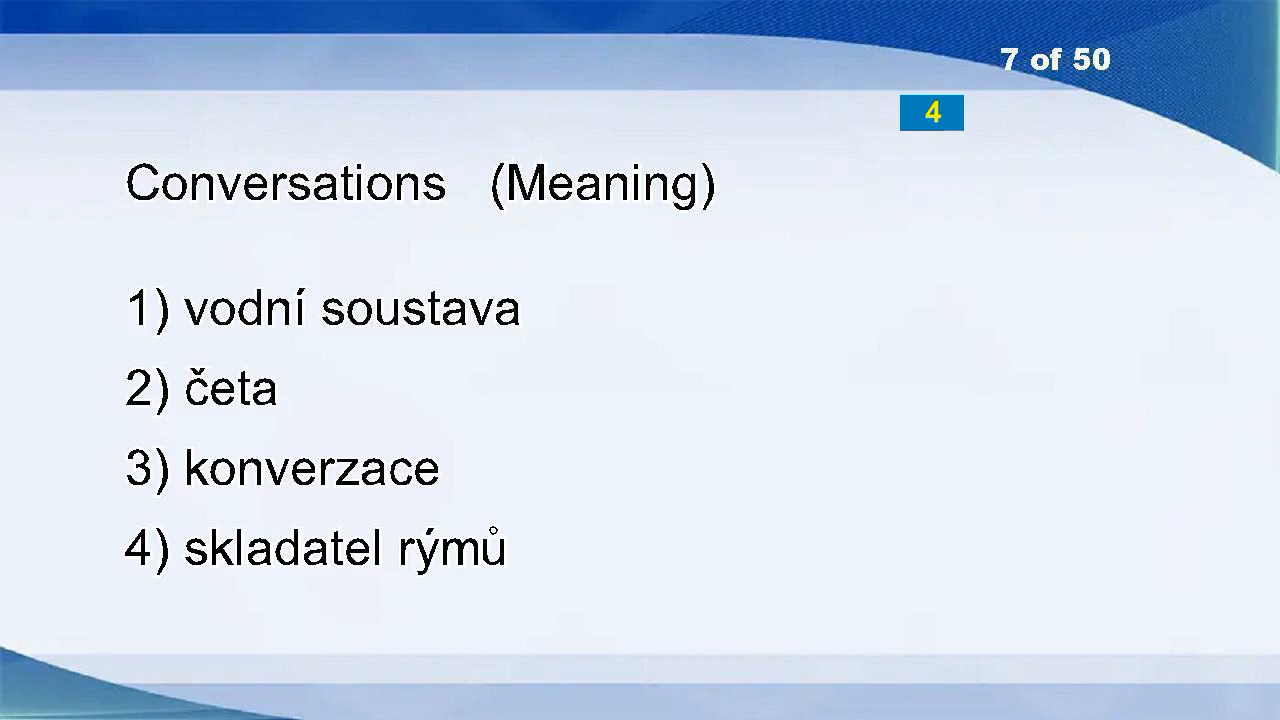 7 of 50
4
Conversations (Meaning)
1) vodní soustava
2) četa
3) konverzace
4) skladatel rýmů